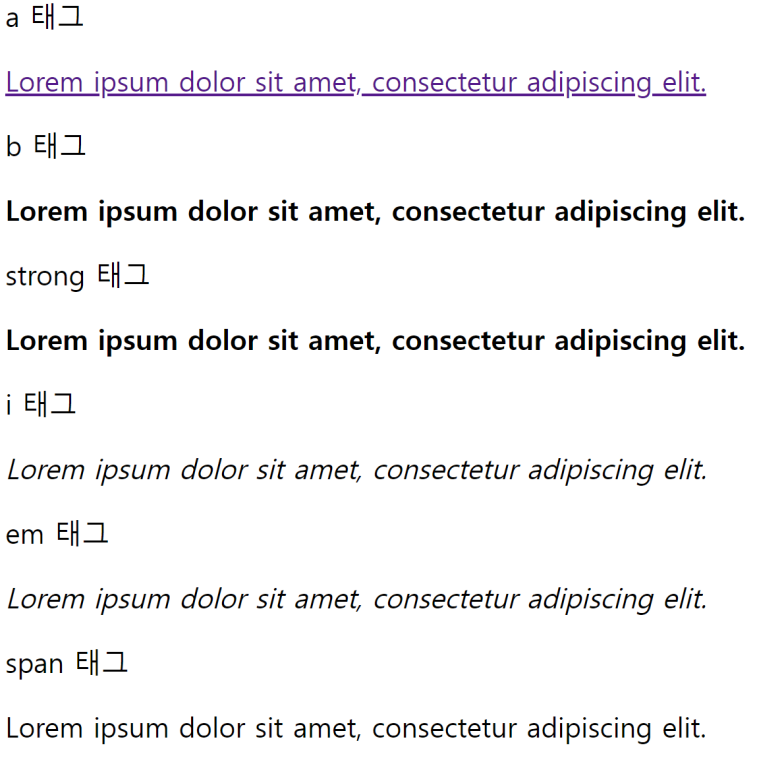 a 태그
Lorem ipsum dolor sit amet, consectetur adipiscing elit.
b 태그
Lorem ipsum dolor sit amet, consectetur adipiscing elit.
strong 태그
Lorem ipsum dolor sit amet, consectetur adipiscing elit.
i 태그
Lorem ipsum dolor sit amet, consectetur adipiscing elit.
em 태그
Lorem ipsum dolor sit amet, consectetur adipiscing elit.
span 태그
Lorem ipsum dolor sit amet, consectetur adipiscing elit.